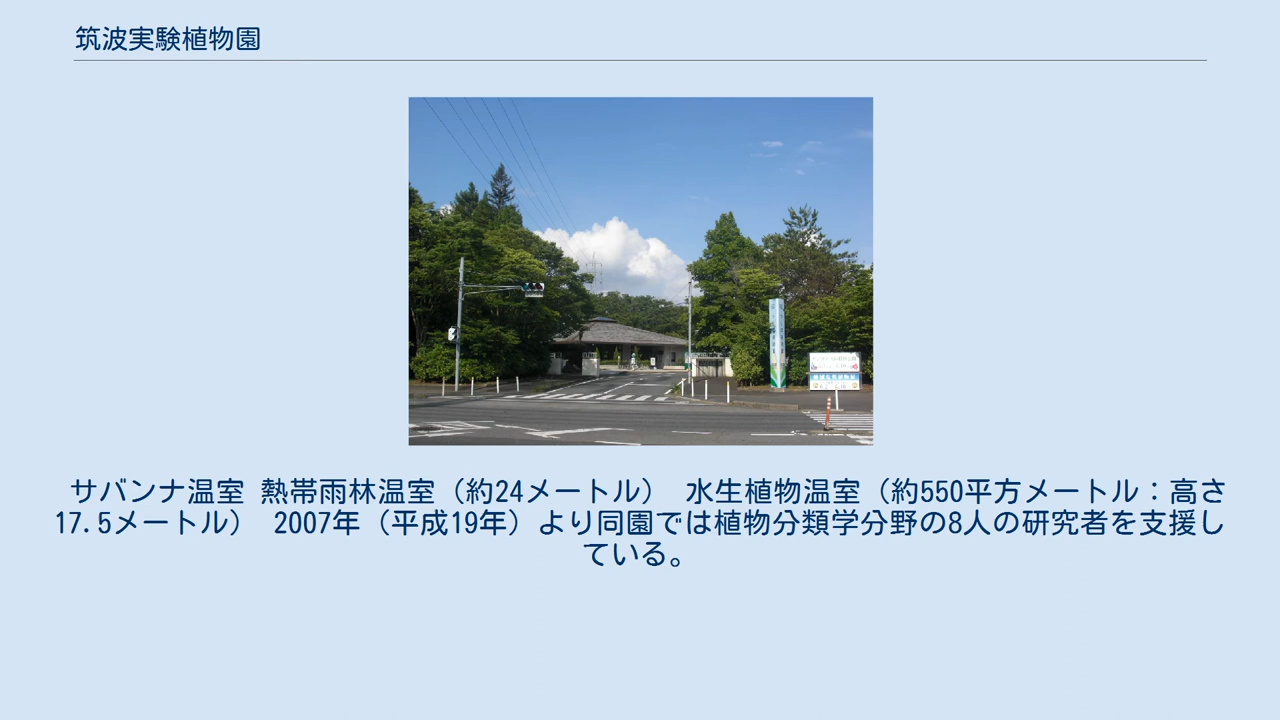 筑波実験植物園
サバンナ温室 熱帯雨林温室（約24メートル） 水生植物温室（約550平方メートル：高さ
17.5メートル） 2007年（平成19年）より同園では植物分類学分野の8人の研究者を支援し
ている。